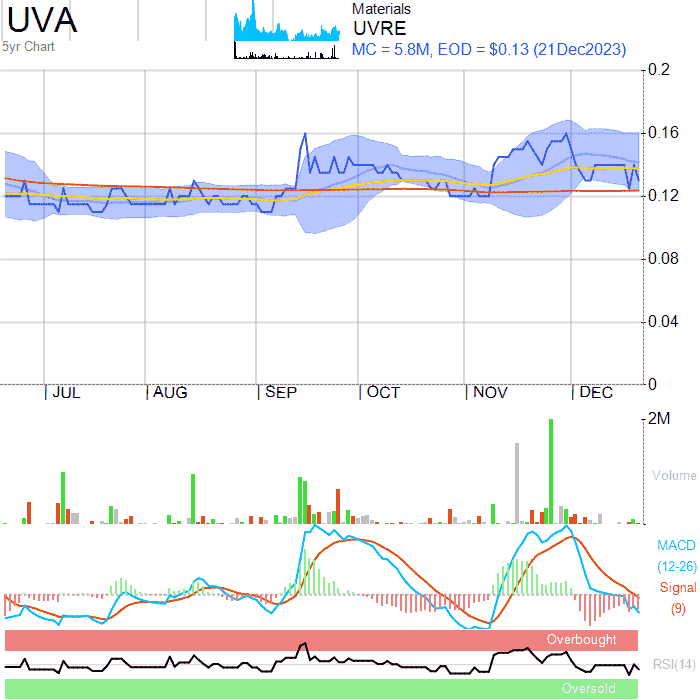 UVA
5yr Chart
Materials
UVRE
MC = 5.8M, EOD = $0.13 (21Dec2023)
0.2
0.16
0.12
0.08
0.04
0
JUL AUG SEP OCT NOV DEC
2M
Volume
MACD
(12-26)
Signal
(9)
Overbought
RSI(14)
Oversold